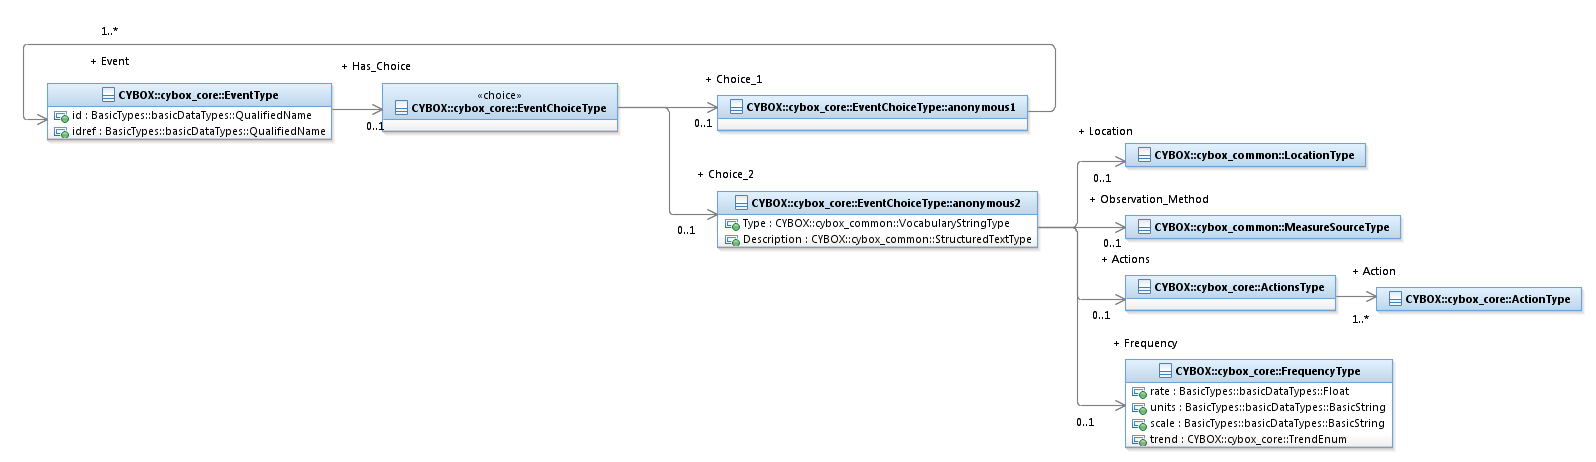 1..*
+ Event
CYBOX::cybox_core::EventType
id : BasicTypes::basicDataTypes::QualifiedName
idref : BasicTypes::basicDataTypes::QualifiedName
+ Has_Choice
0..1
«choice»
CYBOX::cybox_core::EventChoiceType
+ Choice_1
0..1
CYBOX::cybox_core::EventChoiceType::anonymous1
+ Choice_2
0..1
CYBOX::cybox_core::EventChoiceType::anonymous2
Type : CYBOX::cybox_common::VocabularyStringType
Description : CYBOX::cybox_common::StructuredTextType
+ Location
0..1
CYBOX::cybox_common::LocationType
+ Observation_Method
0..1
CYBOX::cybox_common::MeasureSourceType
+ Actions
0..1
CYBOX::cybox_core::ActionsType
+ Action
1..*
CYBOX::cybox_core::ActionType
+ Frequency
0..1
CYBOX::cybox_core::FrequencyType
rate : BasicTypes::basicDataTypes::Float
units : BasicTypes::basicDataTypes::BasicString
scale : BasicTypes::basicDataTypes::BasicString
trend : CYBOX::cybox_core::TrendEnum